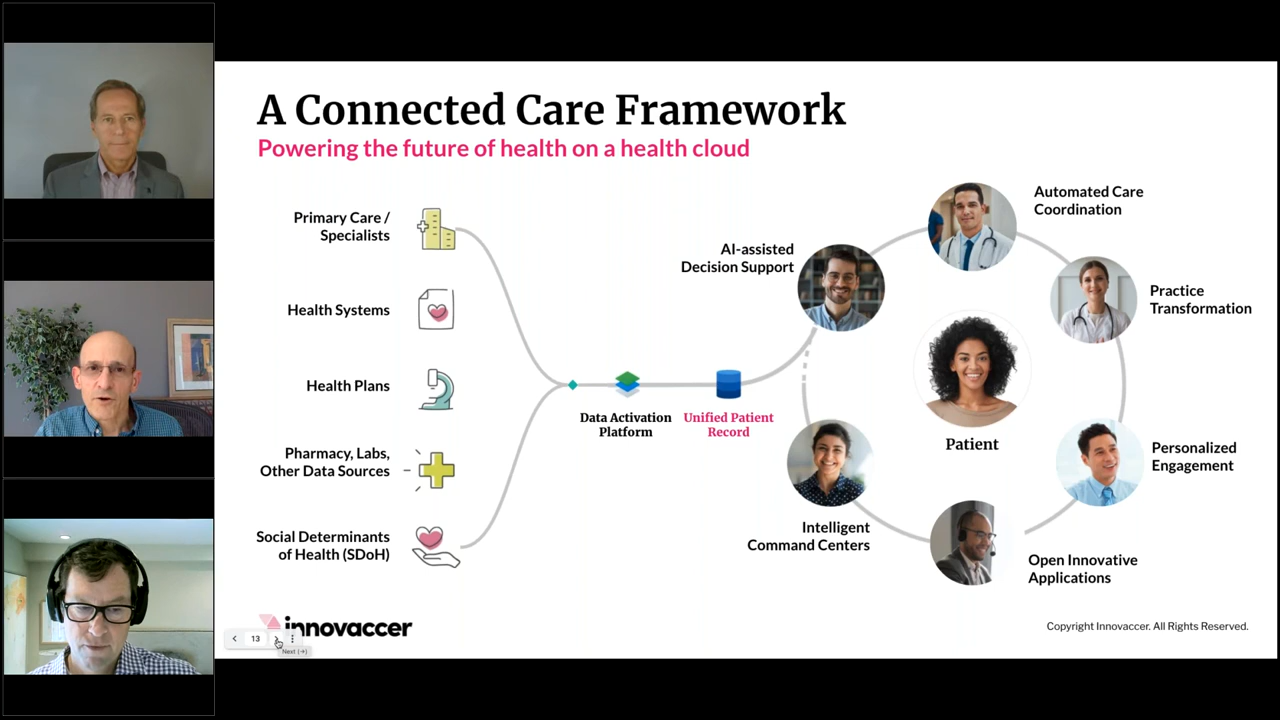 A Connected Care Framework
Powering the future of health on a health cloud
Primary Care /
Specialists
Health Systems
Health Plans
Pharmacy, Labs,
Other Data Sources
Social Determinants
of Health (SDoH)
Data Activation
Platform
Unified Patient
Record
AI-assisted
Decision Support
Automated Care
Coordination
Practice
Transformation
Patient
Personalized
Engagement
Intelligent
Command Centers
Open Innovative
Applications
innovaccer
13
Next (→)
Copyright Innovaccer. All Rights Reserved.